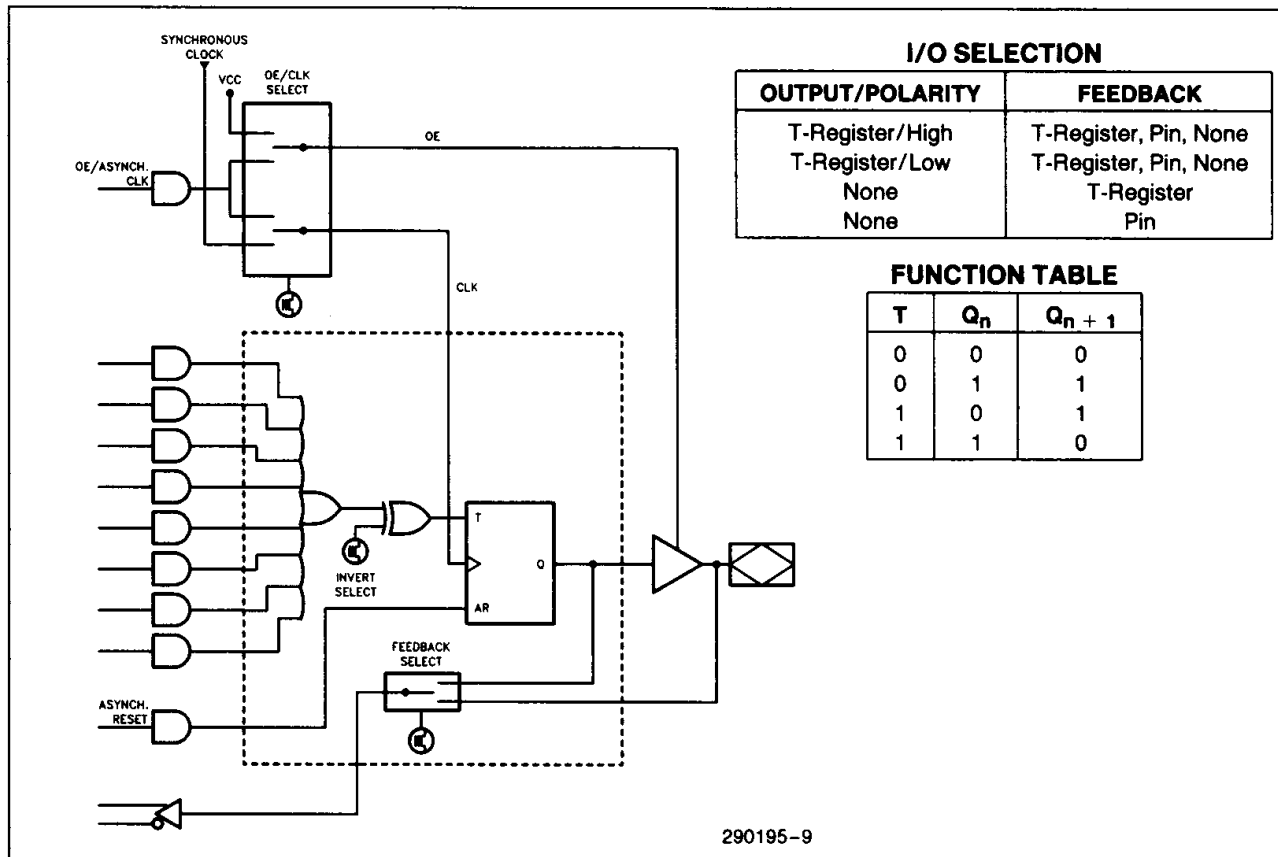 SYNCHRONOUS
CLOCK
VCC
OE/CLK
SELECT
OE
OE/ASYNCH.
CLK
CLK
INVERT
SELECT
T
Q
AR
FEEDBACK
SELECT
ASYNCH.
RESET
I/O SELECTION
OUTPUT/POLARITY FEEDBACK
T-Register/High T-Register, Pin, None
T-Register/Low T-Register, Pin, None
None T-Register
None Pin
FUNCTION TABLE
T Qn Qn + 1
0 0 0
0 1 1
1 0 1
1 1 0
290195-9